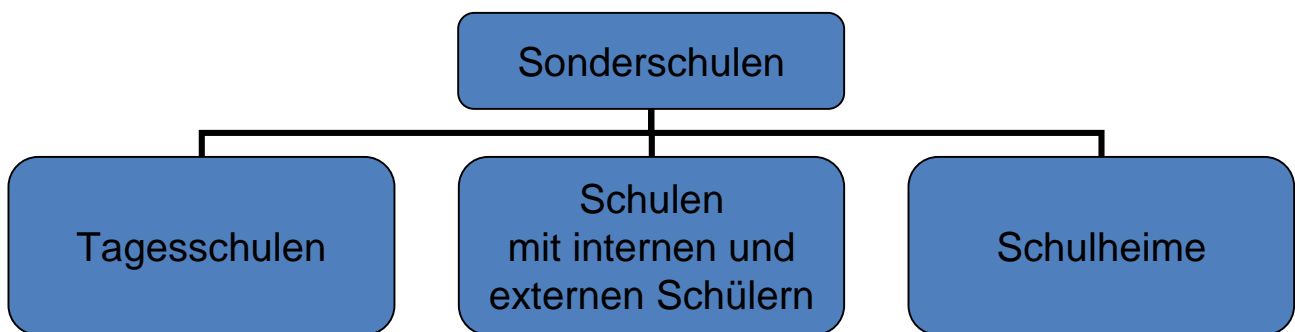 Sonderschulen
Tagesschulen
Schulen
mit internen und
externen Schülern
Schulheime